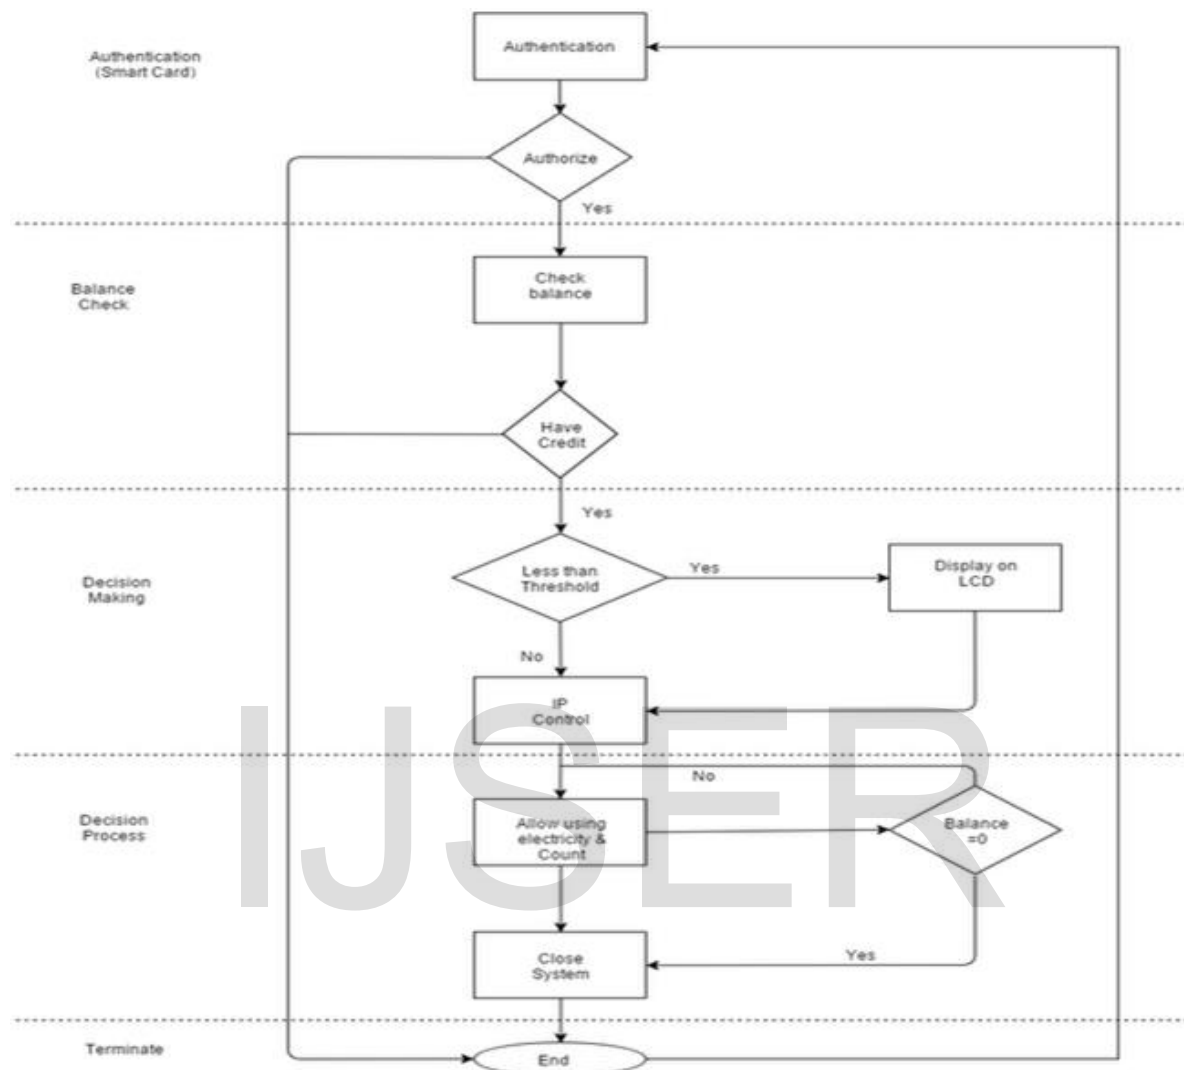 Authentication
(Smart Card)
Authentication
Authorize
Yes
Balance
Check
Check
balance
Have
Credit
Yes
Decision
Making
Less than
Threshold
Yes
Display on
LCD
No
IP
Control
Decision
Process
No
Allow using
electricity &
Count
Balance
=0
Close
System
Yes
Terminate
End
IJSER